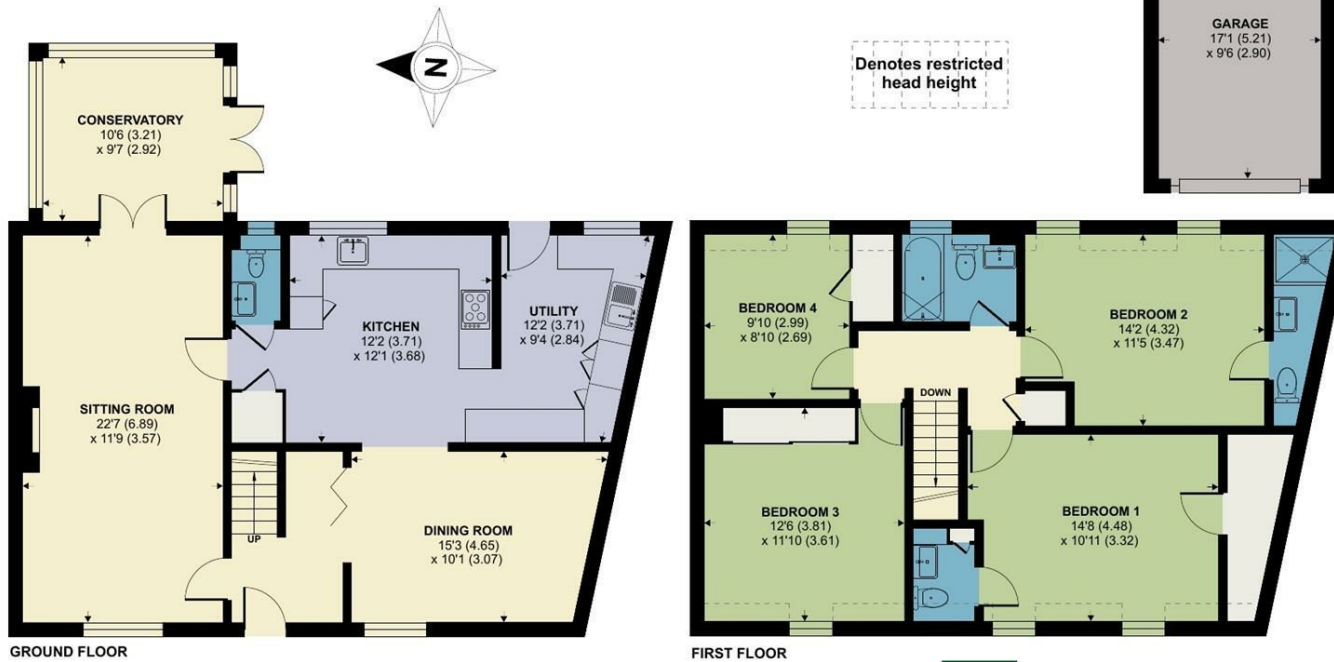 GARAGE
17'1 (5.21)
x 9'6 (2.90)
N
Denotes restricted
head height
CONSERVATORY
10'6 (3.21)
x 9'7 (2.92)
KITCHEN
12'2 (3.71)
x 12'1 (3.68)
UTILITY
12'2 (3.71)
x 9'4 (2.84)
SITTING ROOM
22'7 (6.89)
x 11'9 (3.57)
UP
DINING ROOM
15'3 (4.65)
x 10'1 (3.07)
GROUND FLOOR
BEDROOM 4
9'10 (2.99)
x 8'10 (2.69)
BEDROOM 2
14'2 (4.32)
x 11'5 (3.47)
DOWN
BEDROOM 3
12'6 (3.81)
x 11'10 (3.61)
BEDROOM 1
14'8 (4.48)
x 10'11 (3.32)
FIRST FLOOR